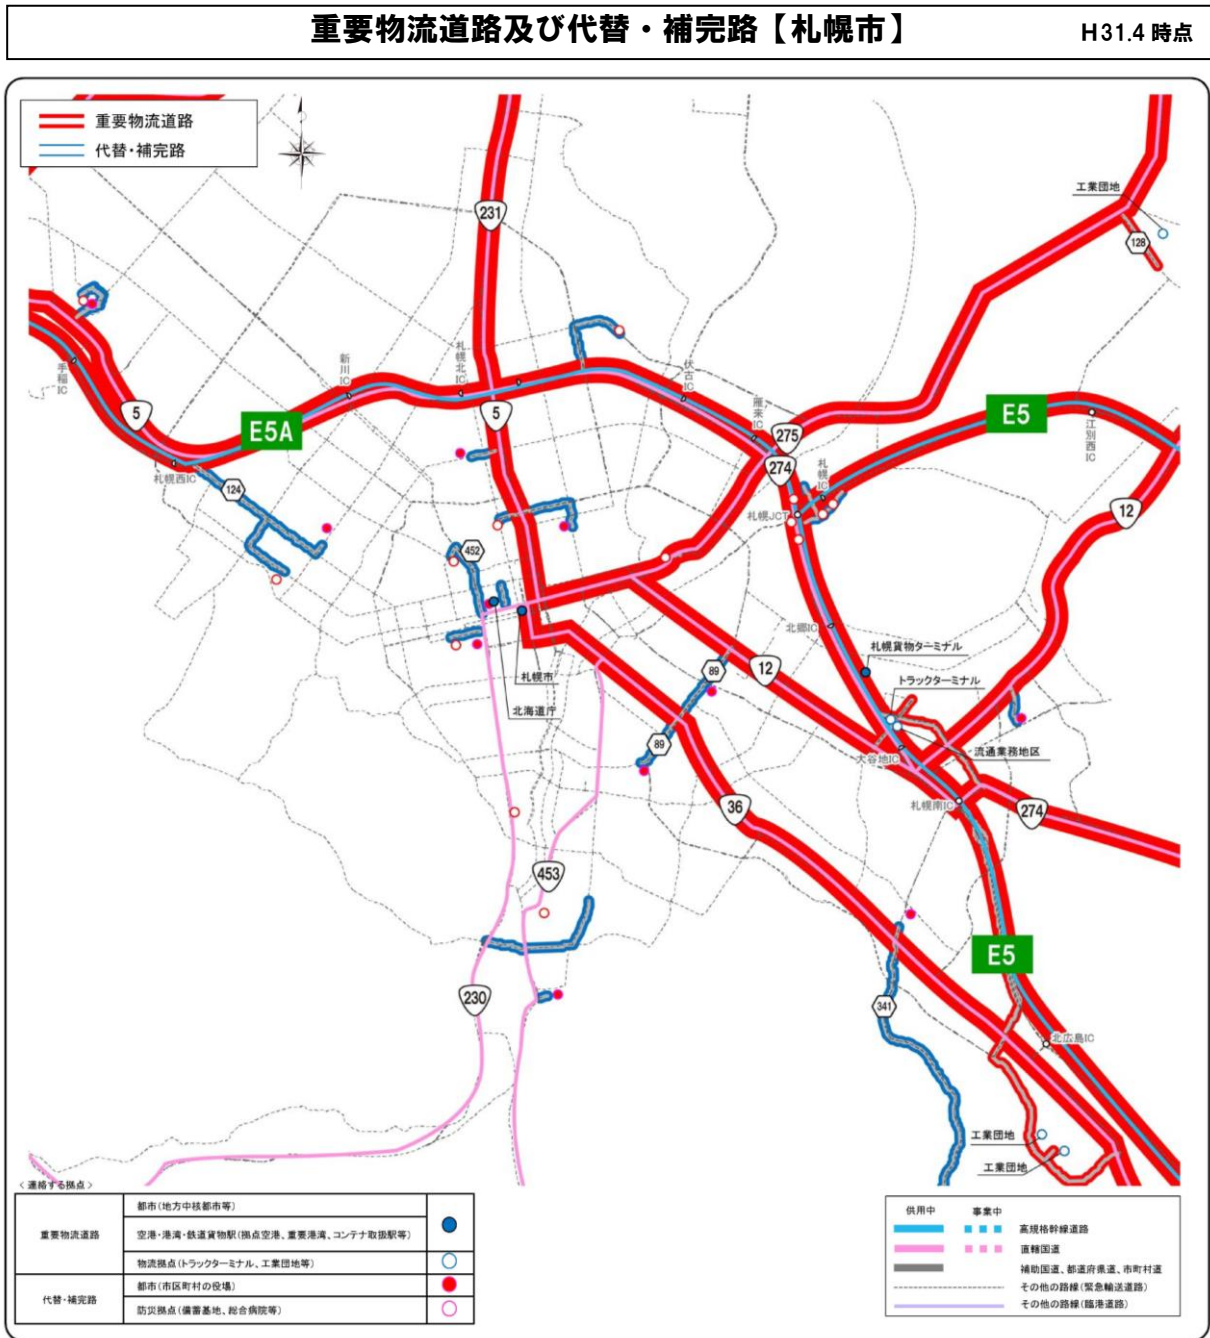 重要物流道路及び代替・補完路【札幌市】
H31.4 時点
重要物流道路
代替・補完路
231
工業団地
128
手稲IC
新川IC
札幌北IC
伏古IC
雁来IC
5
E5A
5
275
274
E5
江別西IC
札幌IC
札幌JCT
札幌西IC
124
452
12
北郷IC
札幌貨物ターミナル
トラックターミナル
札幌市
北海道庁
89
12
89
流通業務地区
大谷地IC
札幌南IC
36
274
453
E5
230
341
北広島IC
工業団地
工業団地
<連絡する拠点>
重要物流道路
都市(地方中核都市等)
空港・港湾・鉄道貨物駅(拠点空港、重要港湾、コンテナ取扱駅等)
物流拠点(トラックターミナル、工業団地等)
代替・補完路
都市(市区町村の役場)
防災拠点(備蓄基地、総合病院等)
供用中 事業中
高規格幹線道路
直轄国道
補助国道、都道府県道、市町村道
その他の路線(緊急輸送道路)
その他の路線(臨港道路)